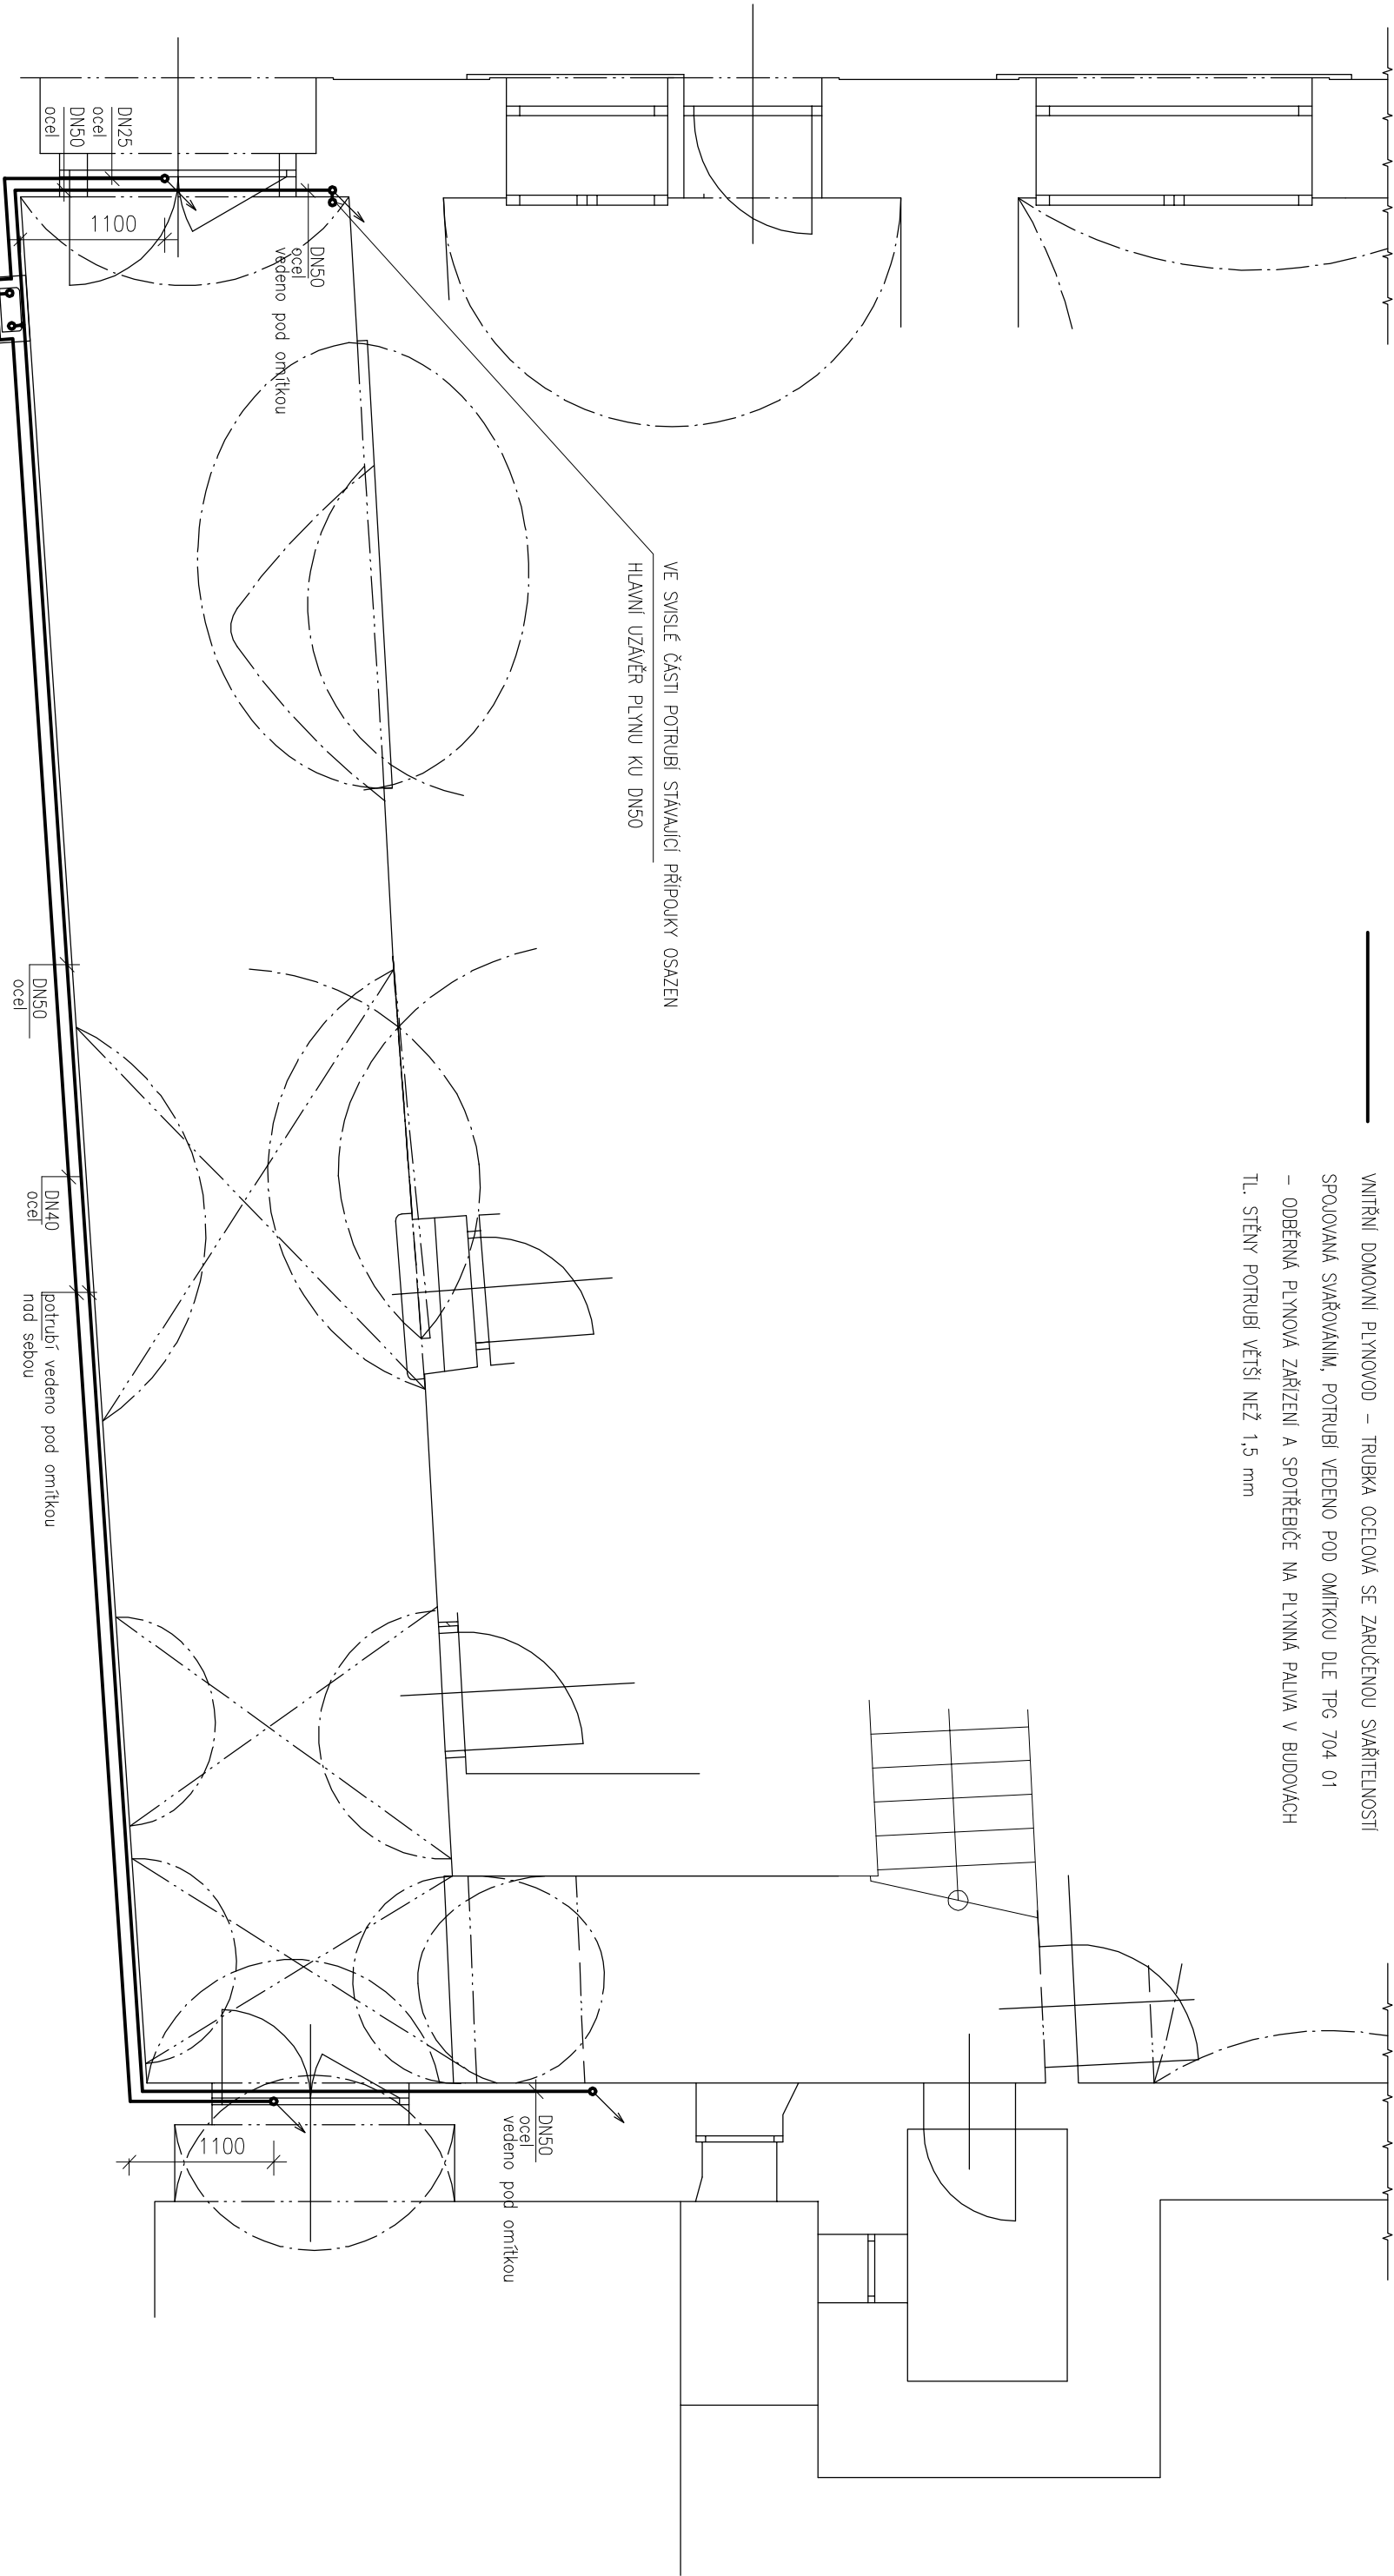 VNITŘNÍ DOMOVNÍ PLYNOVOD – TRUBKA OCELOVÁ SE ZARUČENOU SVAŘITELNOSTÍ
SPOJOVANÁ SVAŘOVÁNIM, POTRUBÍ VEDENO POD OMÍTKOU DLE TPG 704 01
– ODBĚRNÁ PLYNOVÁ ZAŘÍZENÍ A SPOTŘEBIČE NA PLYNNÁ PALIVA V BUDOVÁCH
TL. STĚNY POTRUBÍ VĚTŠÍ NEŽ 1,5 mm
VE SVISLÉ ČÁSTI POTRUBÍ STÁVAJÍCÍ PŘÍPOJKY OSAZEN
HLAVNÍ UZÁVĚR PLYNU KU DN50
DN50
ocel
vedeno pod omítkou
DN25
ocel
DN50
ocel
1100
DN50
ocel
DN40
ocel
potrubí vedeno pod omítkou
nad sebou
DN50
ocel
vedeno pod omítkou
1100